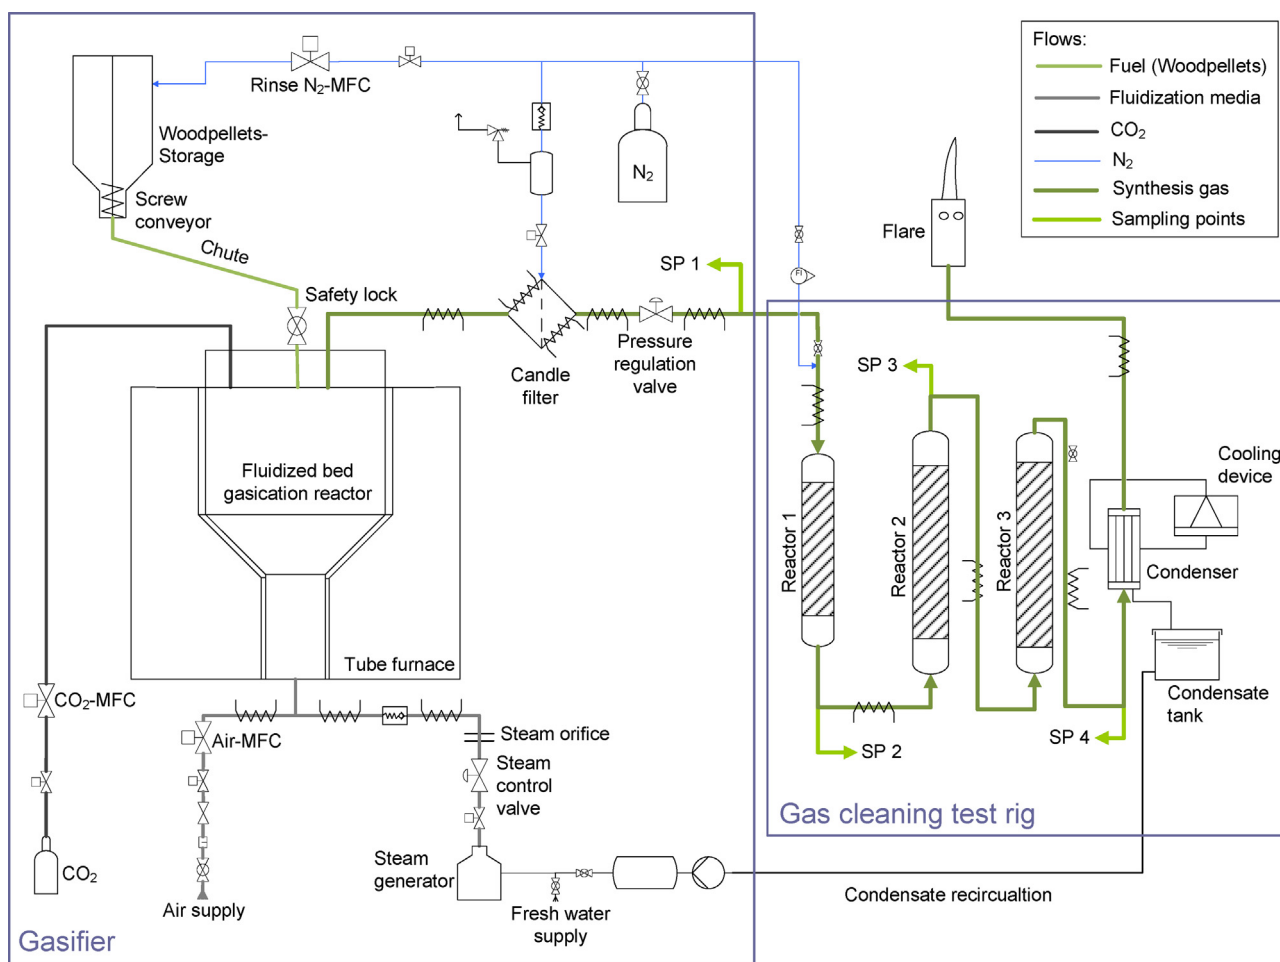 Flows:
Fuel (Woodpellets)
Fluidization media
CO₂
N₂
Synthesis gas
Sampling points
Rinse N₂-MFC
Woodpellets-
Storage
Screw
conveyor
Chute
Safety lock
N₂
SP 1
Flare
FI
Candle
filter
Pressure
regulation
valve
SP 3
Fluidized bed
gasication reactor
Tube furnace
Reactor 1
Reactor 2
Reactor 3
Cooling
device
Condenser
Condensate
tank
CO₂-MFC
Air-MFC
Steam orifice
Steam
control
valve
SP 2
SP 4
Gas cleaning test rig
CO₂
Air supply
Steam
generator
Fresh water
supply
Condensate recircualtion
Gasifier